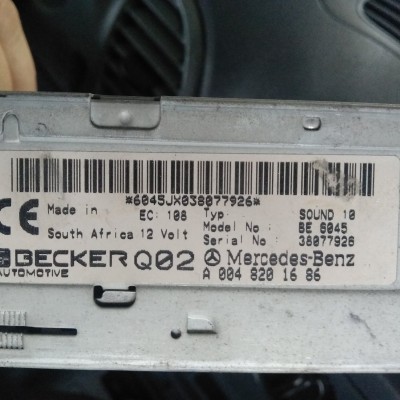 *6045JX038077926*
CE Made in EC: 108 Typ: SOUND 10
Model No : BE 6045
South Africa 12 Volt Serial No : 38077926
BECKER Q02 Mercedes-Benz
AUTOMOTIVE A 004 820 16 86